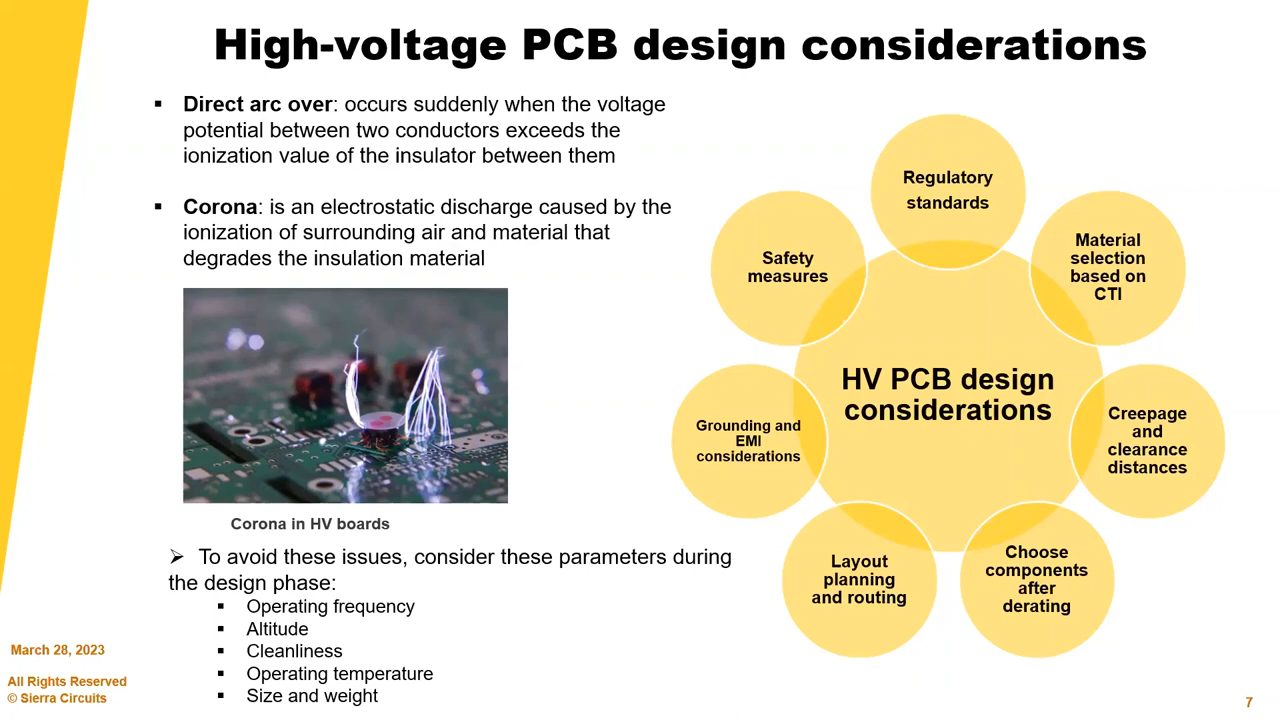 High-voltage PCB design considerations
▪ Direct arc over: occurs suddenly when the voltage
potential between two conductors exceeds the
ionization value of the insulator between them
▪ Corona: is an electrostatic discharge caused by the
ionization of surrounding air and material that
degrades the insulation material
Corona in HV boards
➢ To avoid these issues, consider these parameters during
the design phase:
▪ Operating frequency
▪ Altitude
▪ Cleanliness
▪ Operating temperature
▪ Size and weight
Regulatory
standards
Material
selection
based on
CTI
Creepage
and
clearance
distances
Choose
components
after
derating
Layout
planning
and routing
Grounding and
EMI
considerations
Safety
measures
HV PCB design
considerations
March 28, 2023
All Rights Reserved
© Sierra Circuits
7